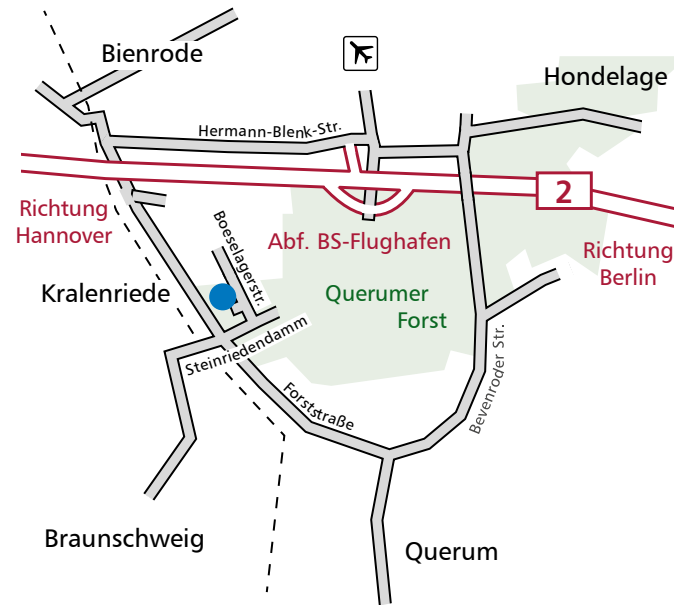 Bienrode
Hondelage
Hermann-Blenk-Str.
2
Richtung
Hannover
Boeselagerstr.
Abf. BS-Flughafen
Richtung
Berlin
Kralenriede
Querumer
Forst
Steinriedendamm
Bevenroder Str.
Forststraße
Braunschweig
Querum